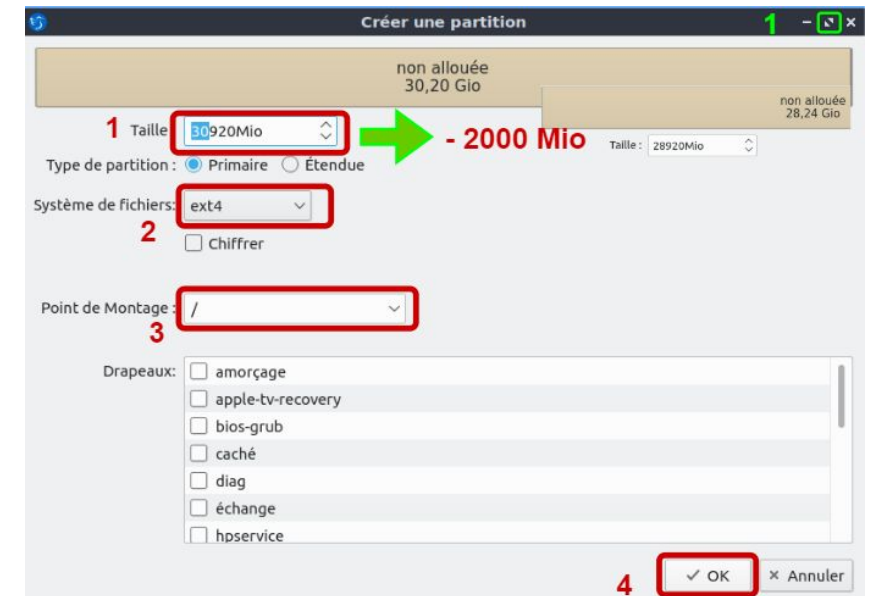 Créer une partition
1
non allouée
30,20 Gio
non allouée
28,24 Gio
1 Taille: 30920Mio
- 2000 Mio
Taille : 28920Mio
Type de partition : Primaire Étendue
Système de fichiers: ext4
2
Chiffrer
Point de Montage : /
3
Drapeaux: amorçage
apple-tv-recovery
bios-grub
caché
diag
échange
hpservice
4
OK
Annuler